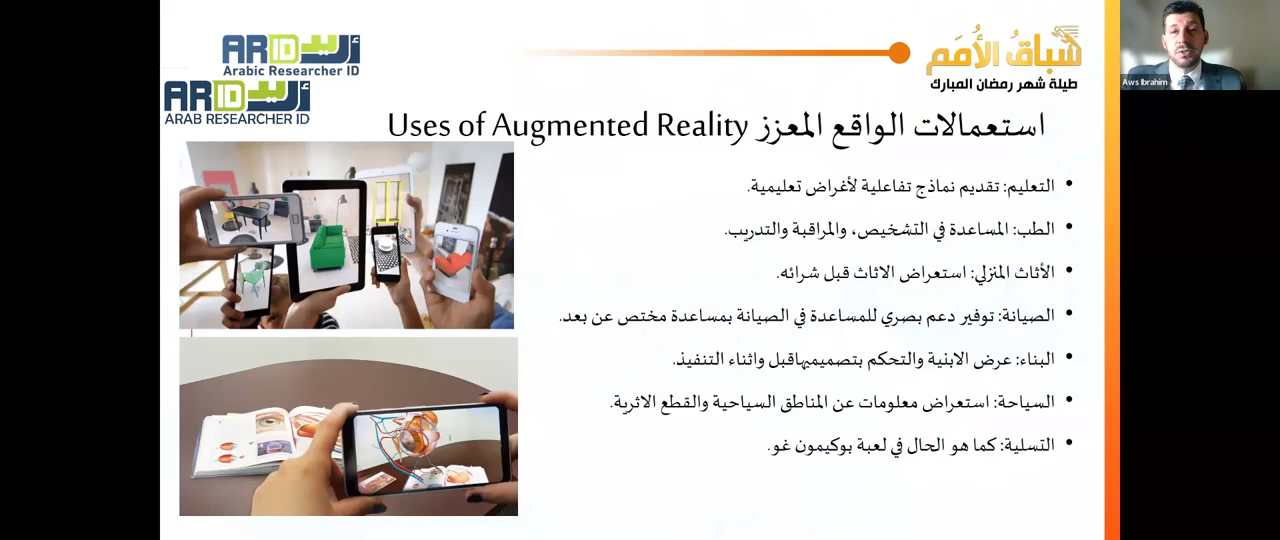 ARID أريد
Arabic Researcher ID
ARID أريد
ARAB RESEARCHER ID
سباق الأمم
طيلة شهر رمضان المبارك
Aws Ibrahim
استعمالات الواقع المعزز Uses of Augmented Reality
• التعليم: تقديم نماذج تفاعلية لأغراض تعليمية.
• الطب: المساعدة في التشخيص، والمراقبة والتدريب.
• الأثاث المنزلي: استعراض الاثاث قبل شرائه.
• الصيانة: توفير دعم بصري للمساعدة في الصيانة بمساعدة مختص عن بعد.
• البناء: عرض الابنية والتحكم بتصميمهاقبل واثناء التنفيذ.
• السياحة: استعراض معلومات عن المناطق السياحية والقطع الاثرية.
• التسلية: كما هو الحال في لعبة بوكيمون غو.